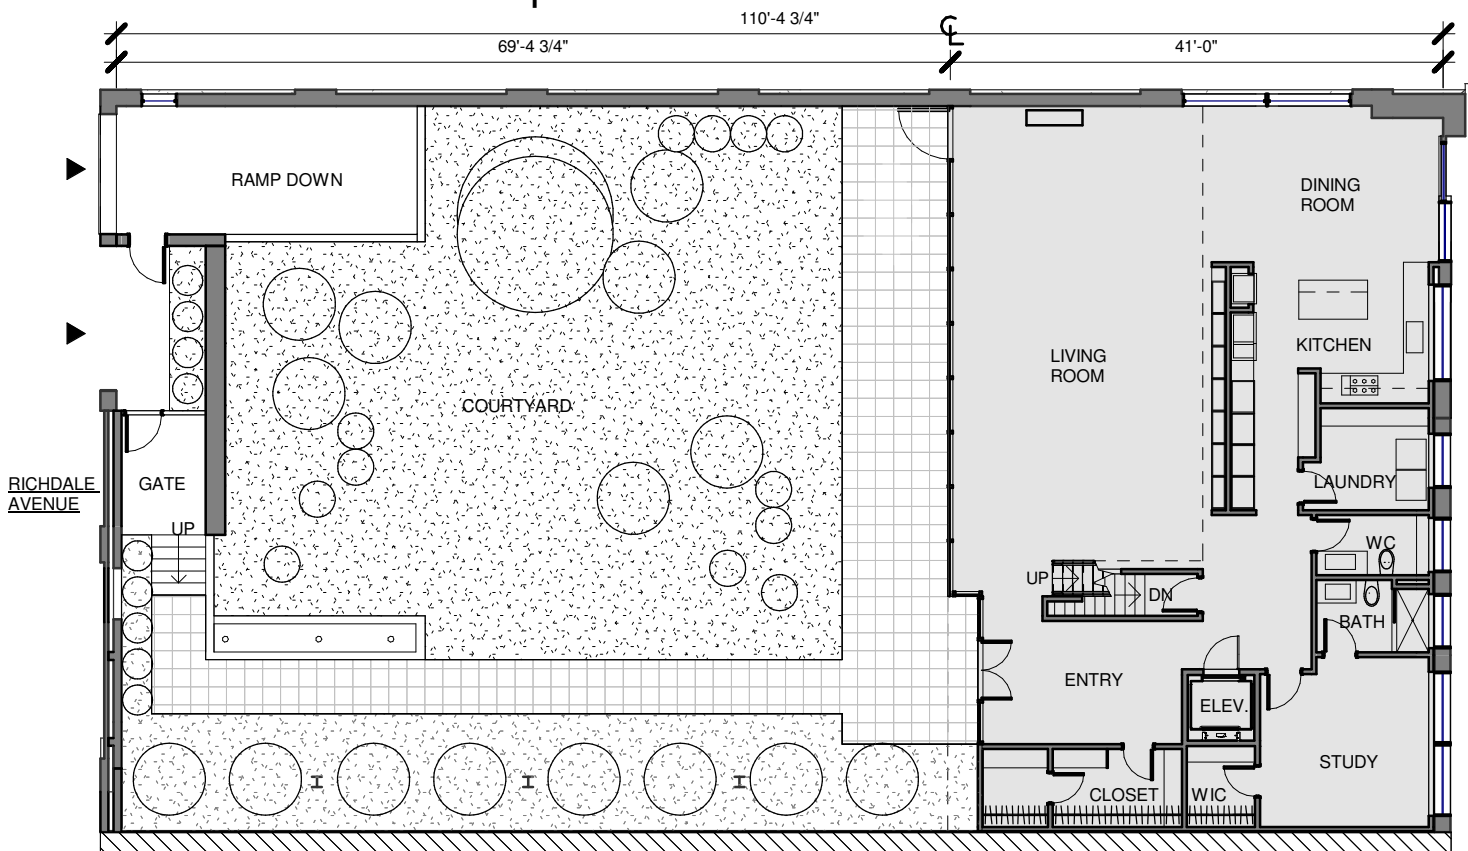 110'-4 3/4"
69'-4 3/4"
℄
41'-0"
RAMP DOWN
DINING
ROOM
KITCHEN
LIVING
ROOM
COURTYARD
RICHDALE
AVENUE
GATE
LAUNDRY
UP
WC
UP
DN
BATH
ENTRY
ELEV.
STUDY
CLOSET
WIC